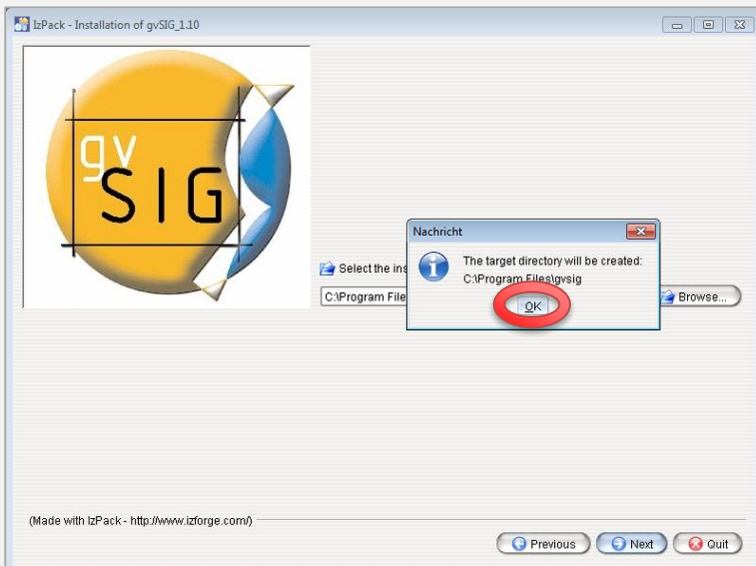 IzPack - Installation of gvSIG_1.10
gv
SIG
Nachricht
The target directory will be created:
C:\Program Files\gvsig
OK
Select the ins
C:\Program File
Browse...
(Made with IzPack - http://www.izforge.com/)
Previous
Next
Quit